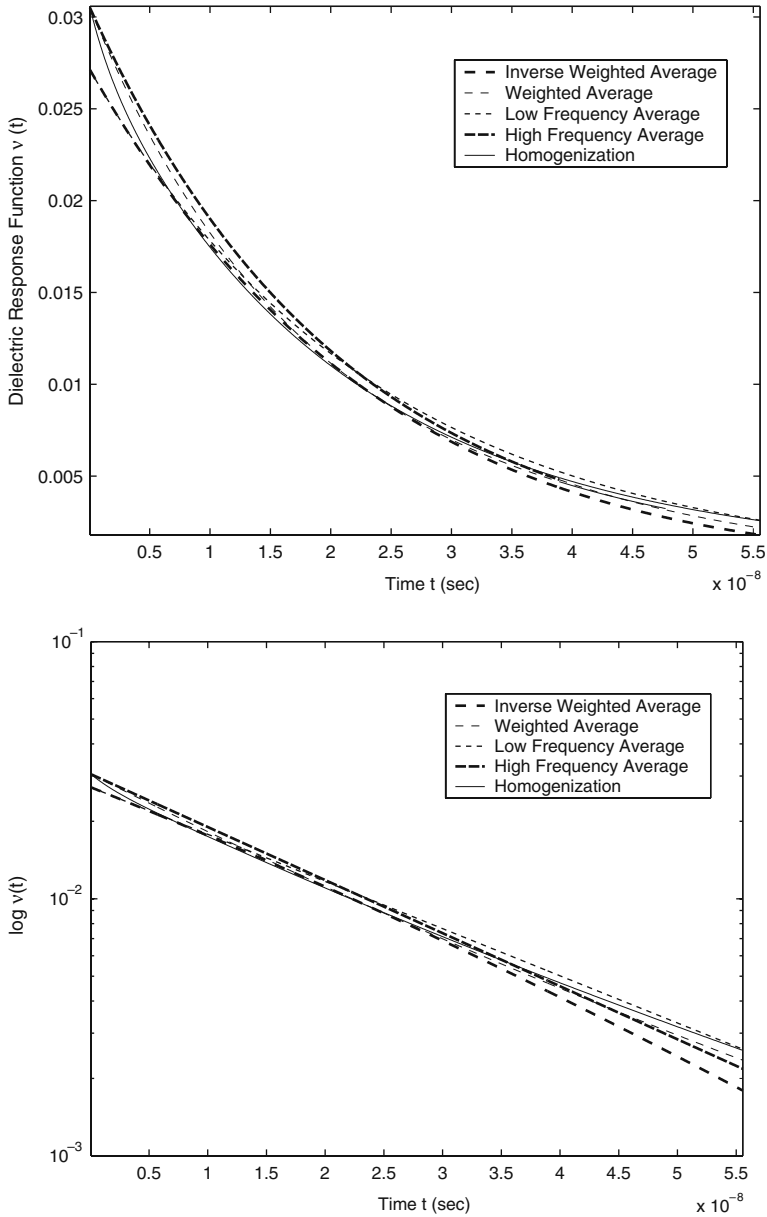 0.03
0.025
0.02
0.015
0.01
0.005
Dielectric Response Function ν (t)
Inverse Weighted Average
Weighted Average
Low Frequency Average
High Frequency Average
Homogenization
0.5 1 1.5 2 2.5 3 3.5 4 4.5 5 5.5
Time t (sec)
x 10⁻⁸
10⁻¹
10⁻²
10⁻³
log ν(t)
Inverse Weighted Average
Weighted Average
Low Frequency Average
High Frequency Average
Homogenization
0.5 1 1.5 2 2.5 3 3.5 4 4.5 5 5.5
Time t (sec)
x 10⁻⁸